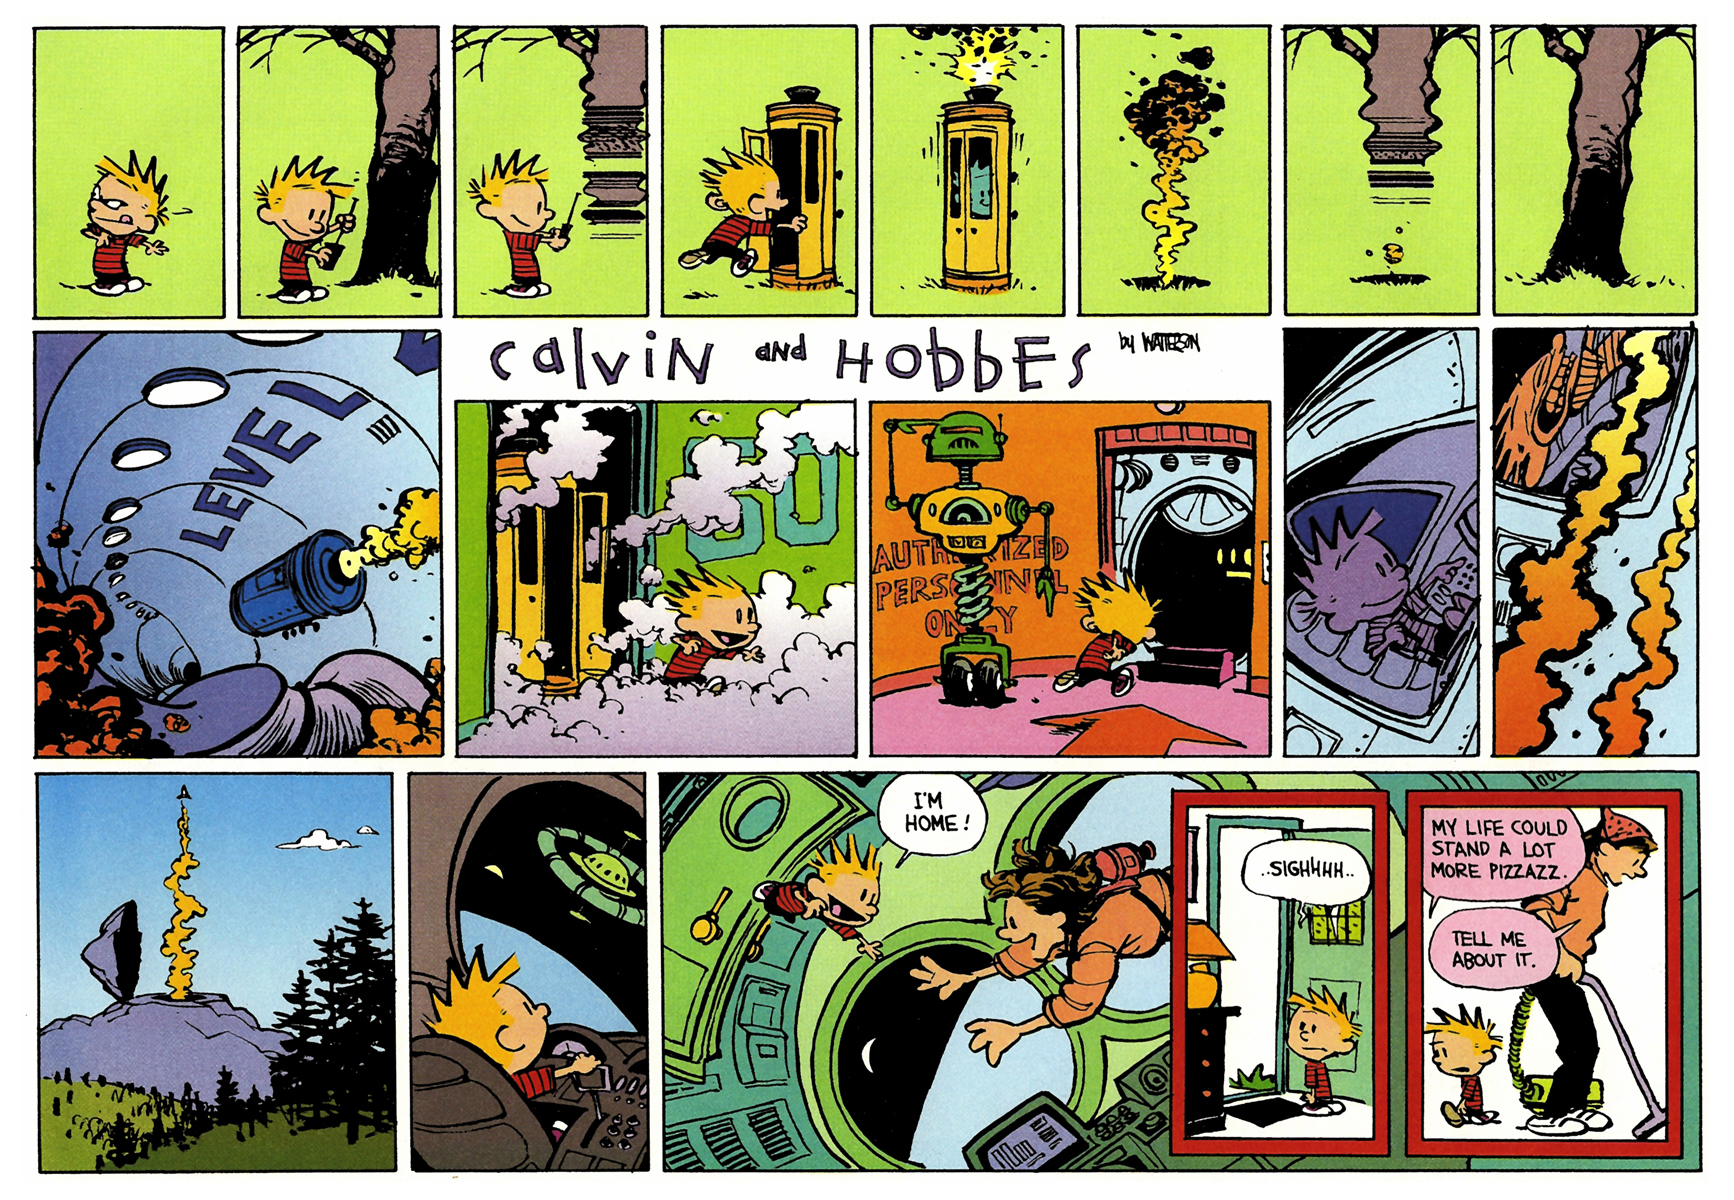 calvin and HobbEs
by WATTERSON
LEVEL
50
AUTHORIZED
PERSONNEL
ONLY
I'M
HOME!
..SIGHHHH..
MY LIFE COULD
STAND A LOT
MORE PIZZAZZ.
TELL ME
ABOUT IT.